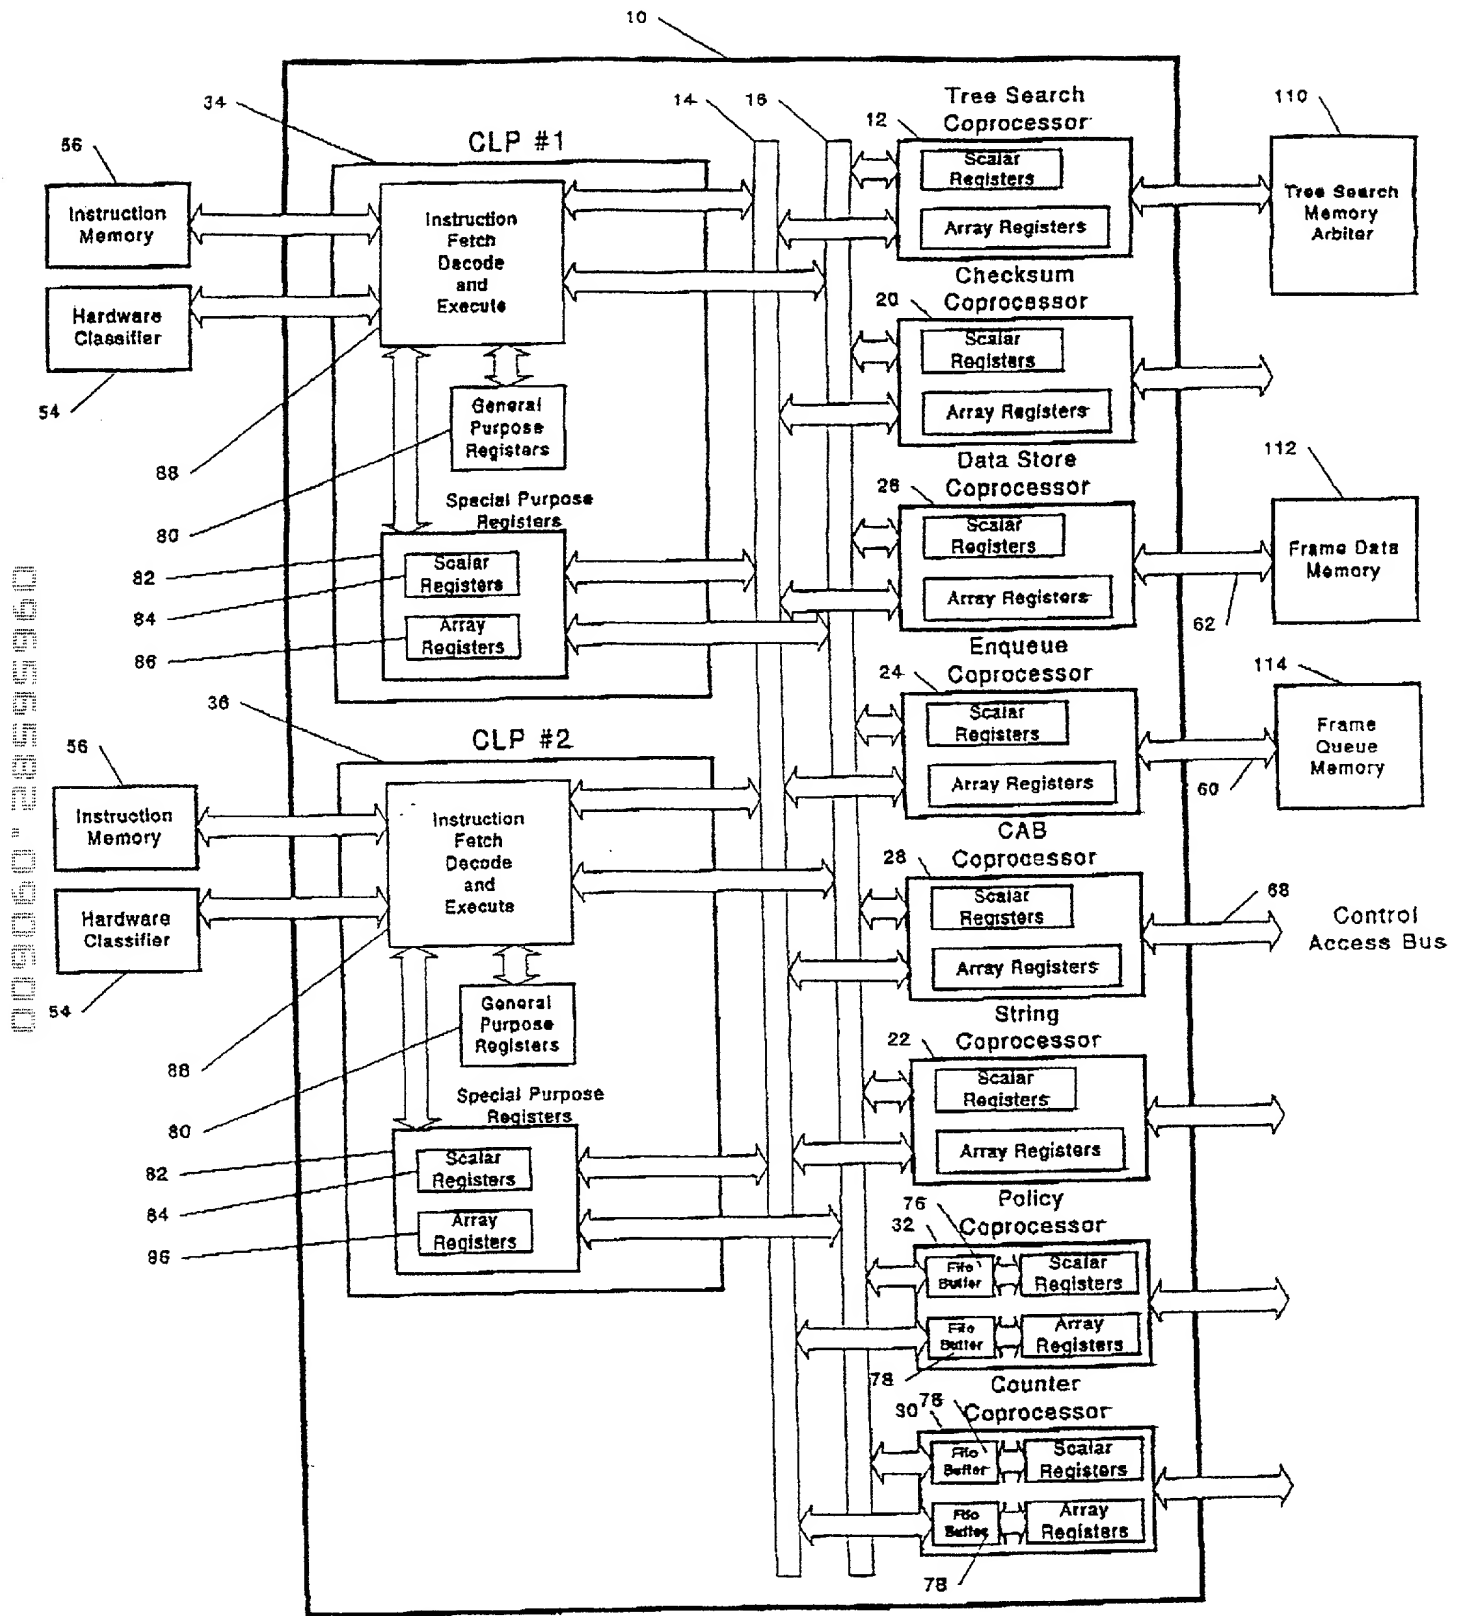 10
34
14
16
CLP #1
56
Instruction
Memory
Hardware
Classifier
54
Instruction
Fetch
Decode
and
Execute
88
General
Purpose
Registers
80
Special Purpose
Registers
82
Scalar
Registers
84
Array
Registers
86
36
CLP #2
56
Instruction
Memory
Hardware
Classifier
54
Instruction
Fetch
Decode
and
Execute
88
General
Purpose
Registers
80
Special Purpose
Registers
82
Scalar
Registers
84
Array
Registers
86
Tree Search
12 Coprocessor
Scalar
Registers
Array Registers
110
Tree Search
Memory
Arbiter
Checksum
20 Coprocessor
Scalar
Registers
Array Registers
Data Store
26 Coprocessor
Scalar
Registers
Array Registers
112
Frame Data
Memory
62
Enqueue
24 Coprocessor
Scalar
Registers
Array Registers
114
Frame
Queue
Memory
60
CAB
28 Coprocessor
Scalar
Registers
Array Registers
68
Control
Access Bus
String
22 Coprocessor
Scalar
Registers
Array Registers
Policy
76
32 Coprocessor
Fifo
Buffer
Scalar
Registers
Fifo
Buffer
Array
Registers
78
Counter
76
30 Coprocessor
Fifo
Buffer
Scalar
Registers
Fifo
Buffer
Array
Registers
78